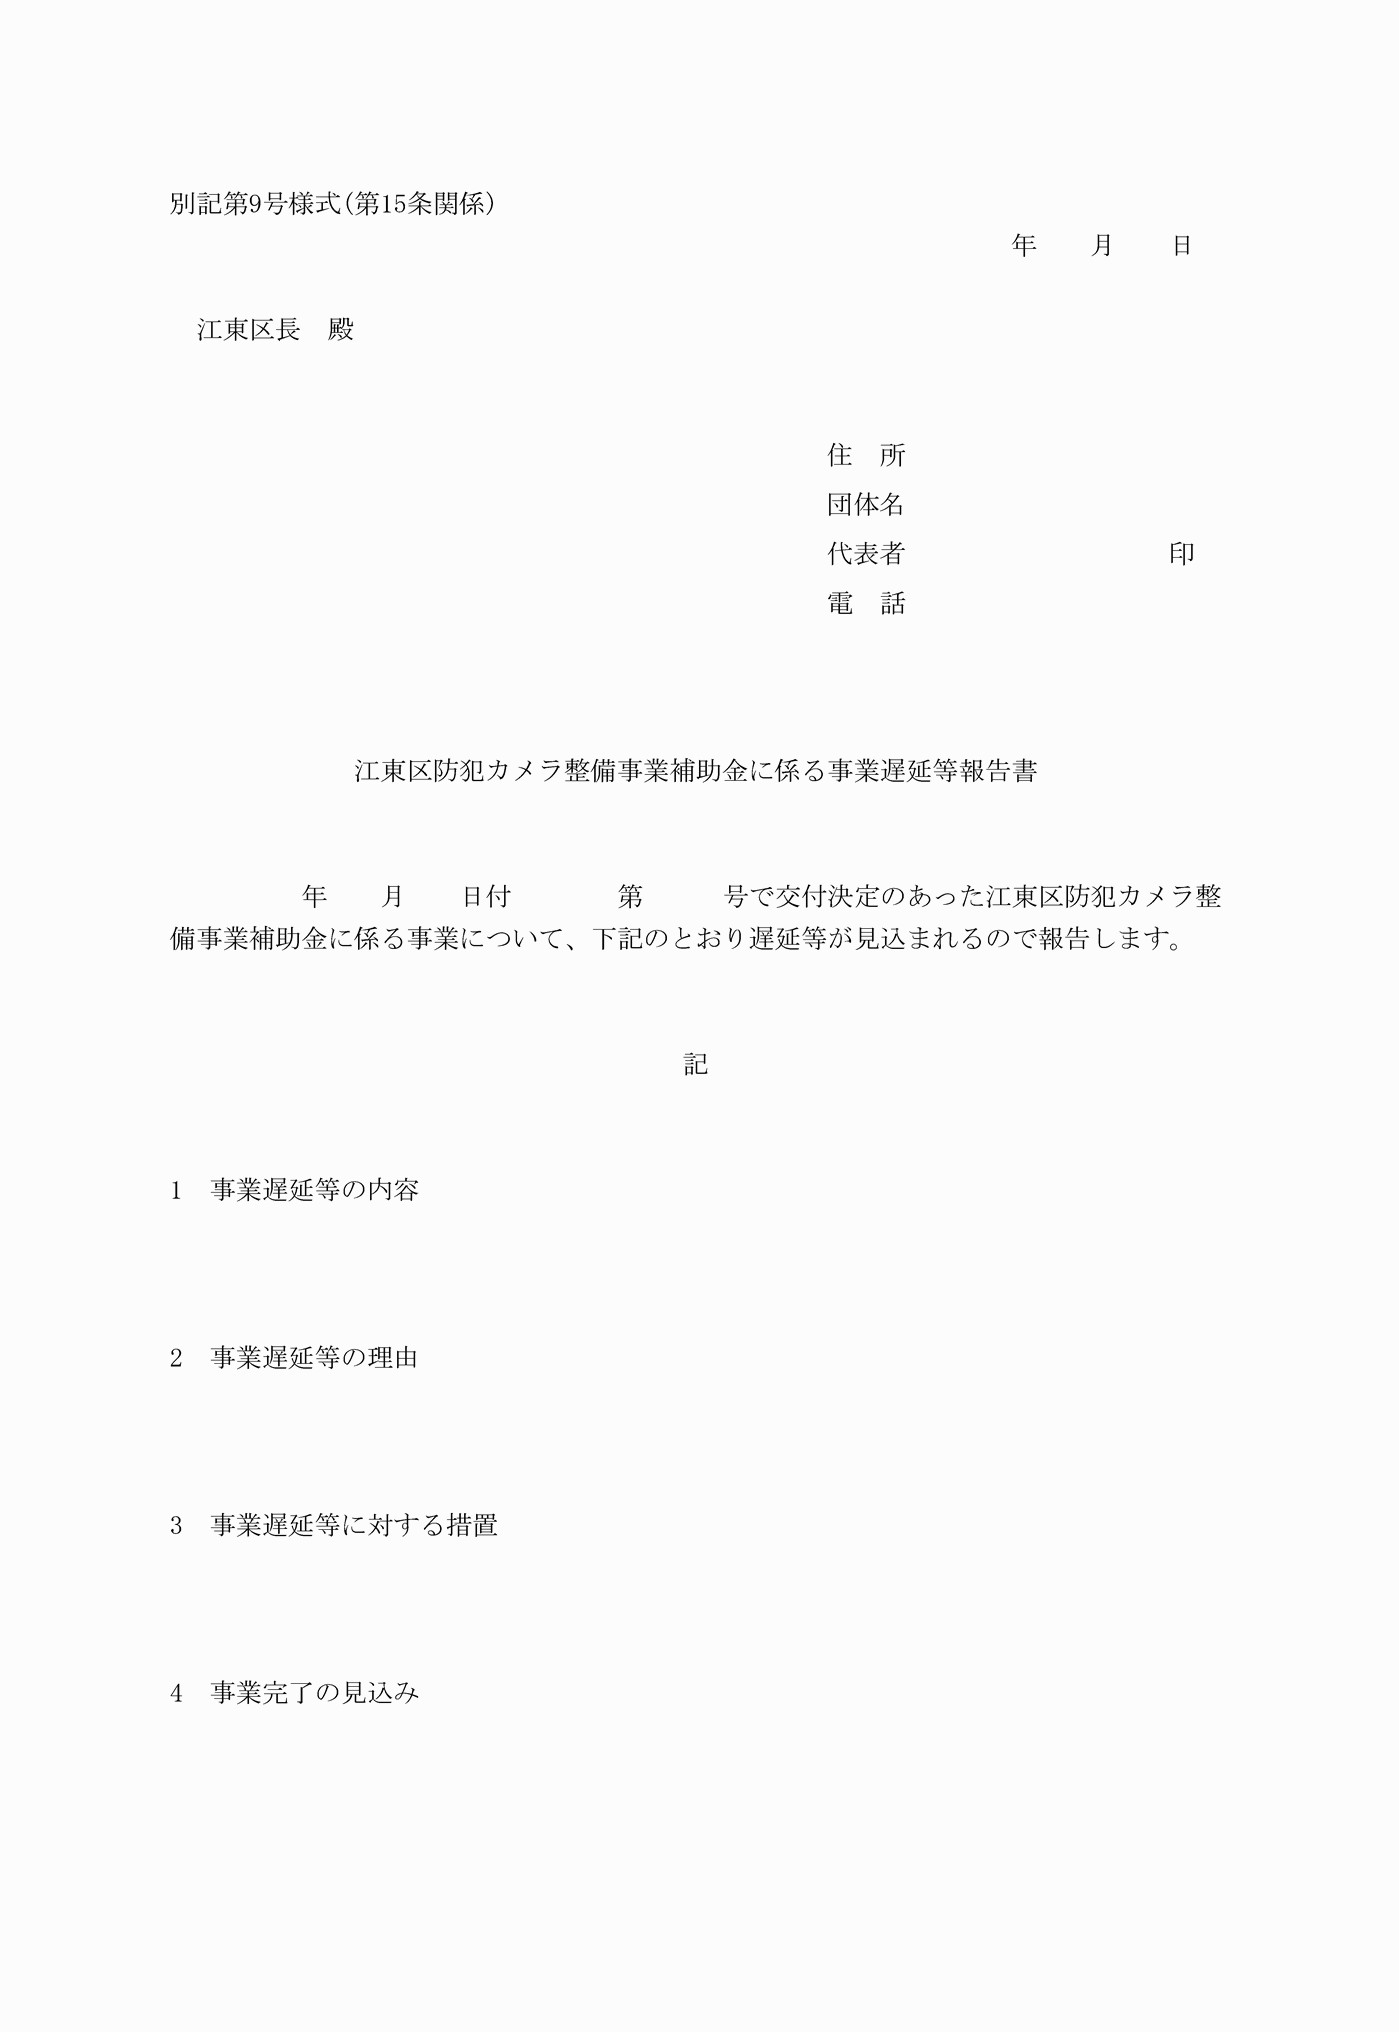 別記第9号様式(第15条関係)
年　　月　　日
江東区長　殿
住　所
団体名
代表者　　　　　　　　　　印
電　話
江東区防犯カメラ整備事業補助金に係る事業遅延等報告書
年　　月　　日付　　　　第　　　号で交付決定のあった江東区防犯カメラ整
備事業補助金に係る事業について、下記のとおり遅延等が見込まれるので報告します。
記
1　事業遅延等の内容
2　事業遅延等の理由
3　事業遅延等に対する措置
4　事業完了の見込み